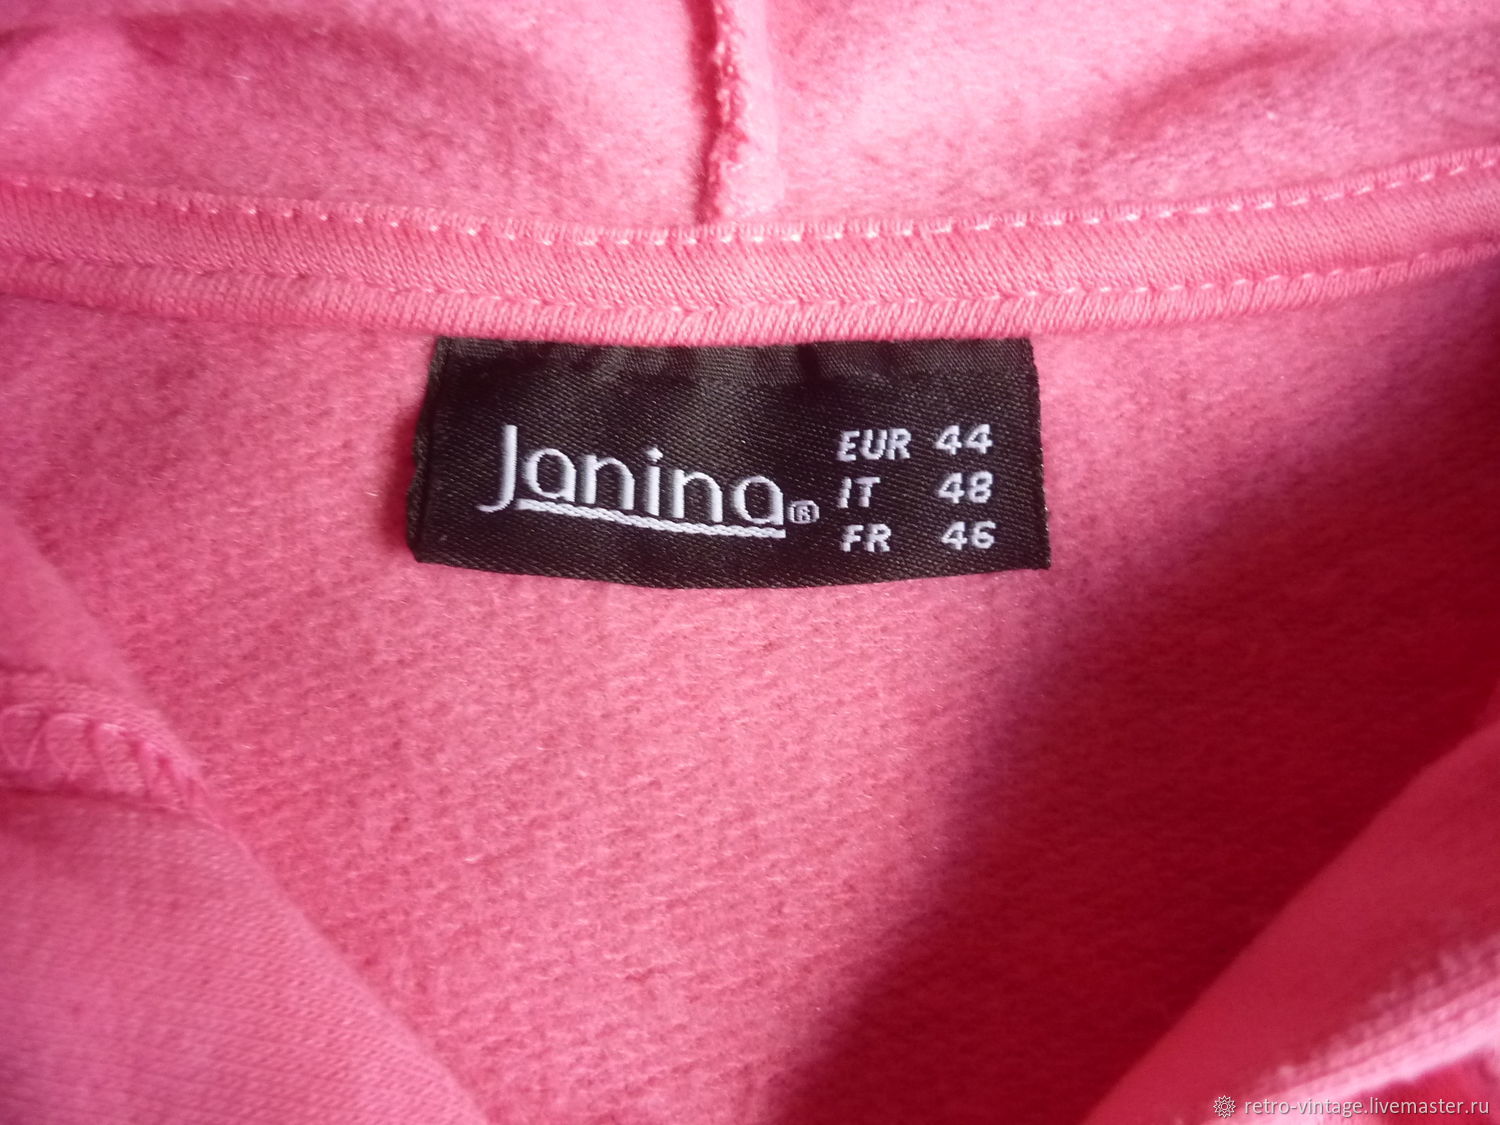 Janina®
EUR 44
IT 48
FR 46
retro-vintage.livemaster.ru